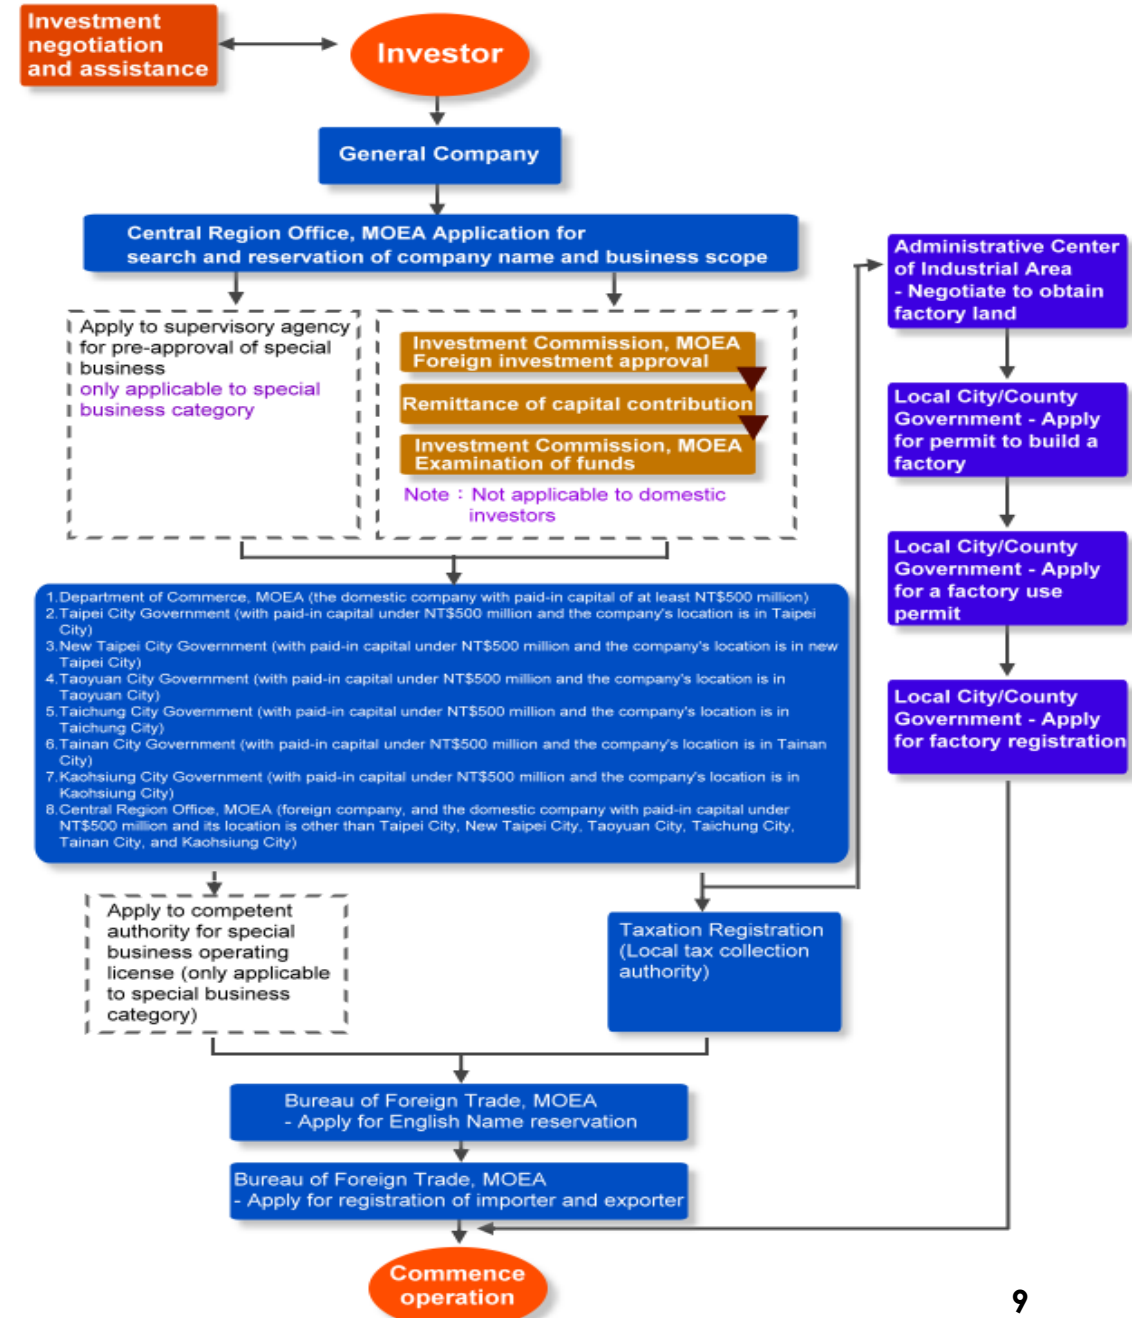 Investment
negotiation
and assistance
Investor
General Company
Central Region Office, MOEA Application for
search and reservation of company name and business scope
Apply to supervisory agency
for pre-approval of special
business
only applicable to special
business category
Investment Commission, MOEA
Foreign investment approval
Remittance of capital contribution
Investment Commission, MOEA
Examination of funds
Note：Not applicable to domestic
investors
1.Department of Commerce, MOEA (the domestic company with paid-in capital of at least NT$500 million)
2.Taipei City Government (with paid-in capital under NT$500 million and the company's location is in Taipei
City)
3.New Taipei City Government (with paid-in capital under NT$500 million and the company's location is in new
Taipei City)
4.Taoyuan City Government (with paid-in capital under NT$500 million and the company's location is in
Taoyuan City)
5.Taichung City Government (with paid-in capital under NT$500 million and the company's location is in
Taichung City)
6.Tainan City Government (with paid-in capital under NT$500 million and the company's location is in Tainan
City)
7.Kaohsiung City Government (with paid-in capital under NT$500 million and the company's location is in
Kaohsiung City)
8.Central Region Office, MOEA (foreign company, and the domestic company with paid-in capital under
NT$500 million and its location is other than Taipei City, New Taipei City, Taoyuan City, Taichung City,
Tainan City, and Kaohsiung City)
Apply to competent
authority for special
business operating
license (only applicable
to special business
category)
Taxation Registration
(Local tax collection
authority)
Administrative Center
of Industrial Area
- Negotiate to obtain
factory land
Local City/County
Government - Apply
for permit to build a
factory
Local City/County
Government - Apply
for a factory use
permit
Local City/County
Government - Apply
for factory registration
Bureau of Foreign Trade, MOEA
- Apply for English Name reservation
Bureau of Foreign Trade, MOEA
- Apply for registration of importer and exporter
Commence
operation
9